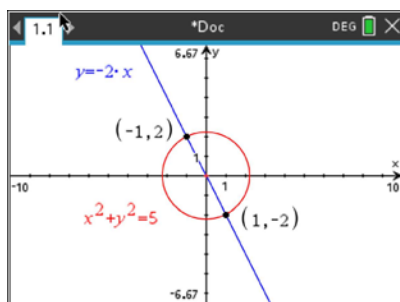 1.1 *Doc DEG
6.67 y
y=-2·x
(-1,2)
1
x
-10 1 10
x²+y²=5
(1,-2)
-6.67